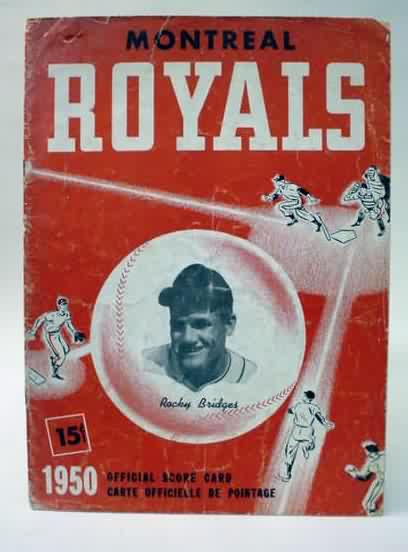 MONTREAL
ROYALS
Rocky Bridges
15¢
1950
OFFICIAL SCORE CARD
CARTE OFFICIELLE DE POINTAGE